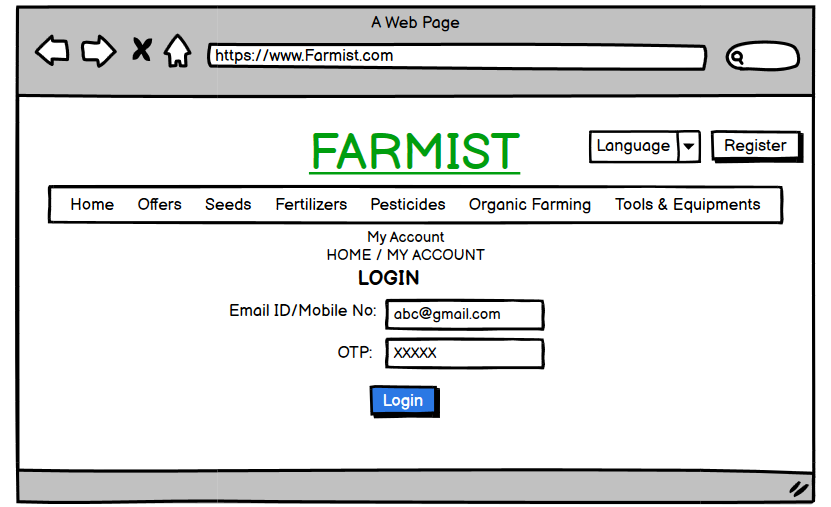 A Web Page
https://www.Farmist.com
FARMIST
Language
Register
Home Offers Seeds Fertilizers Pesticides Organic Farming Tools & Equipments
My Account
HOME / MY ACCOUNT
LOGIN
Email ID/Mobile No: abc@gmail.com
OTP: XXXXX
Login